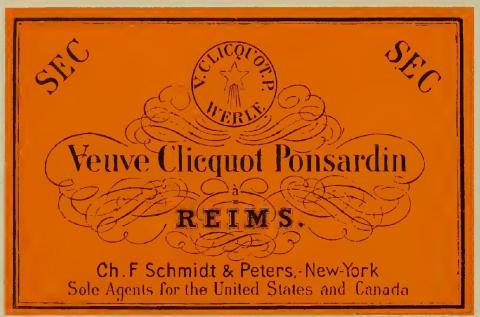 SEC
SEC
V. CLICQUOT. P.
WERLE
Veuve Clicquot Ponsardin
à
REIMS.
Ch. F Schmidt & Peters,-New-York
Sole Agents for the United States and Canada